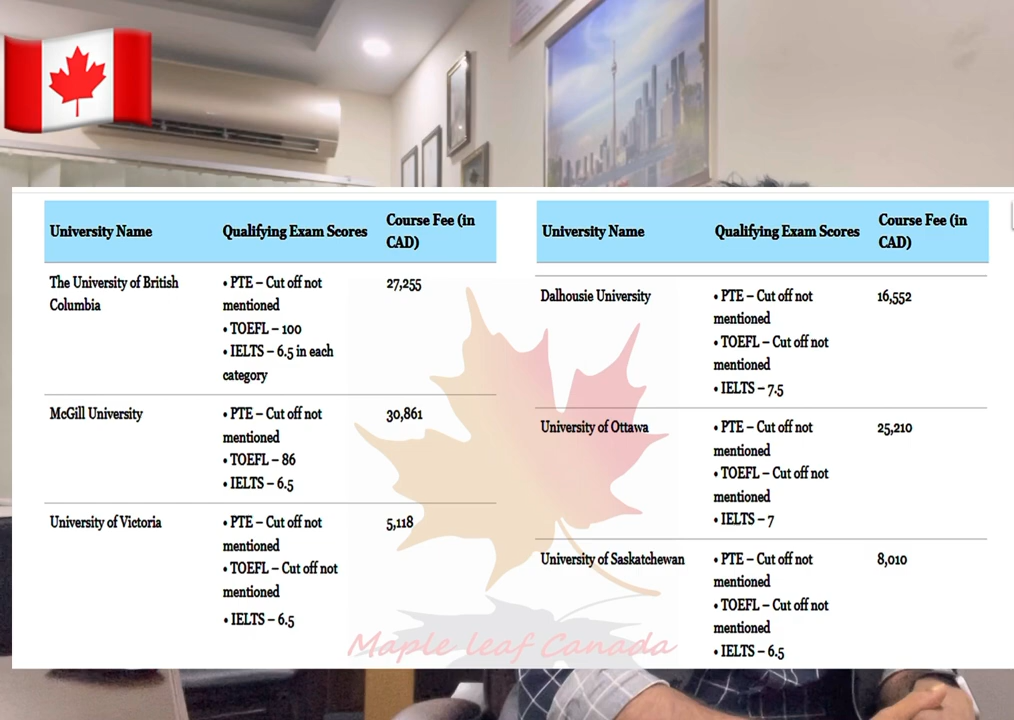 University Name
Qualifying Exam Scores
Course Fee (in
CAD)
The University of British
Columbia
• PTE – Cut off not
mentioned
• TOEFL – 100
• IELTS – 6.5 in each
category
27,255
McGill University
• PTE – Cut off not
mentioned
• TOEFL – 86
• IELTS – 6.5
30,861
University of Victoria
• PTE – Cut off not
mentioned
• TOEFL – Cut off not
mentioned
• IELTS – 6.5
5,118
University Name
Qualifying Exam Scores
Course Fee (in
CAD)
Dalhousie University
• PTE – Cut off not
mentioned
• TOEFL – Cut off not
mentioned
• IELTS – 7.5
16,552
University of Ottawa
• PTE – Cut off not
mentioned
• TOEFL – Cut off not
mentioned
• IELTS – 7
25,210
University of Saskatchewan
• PTE – Cut off not
mentioned
• TOEFL – Cut off not
mentioned
• IELTS – 6.5
8,010
Maple leaf Canada